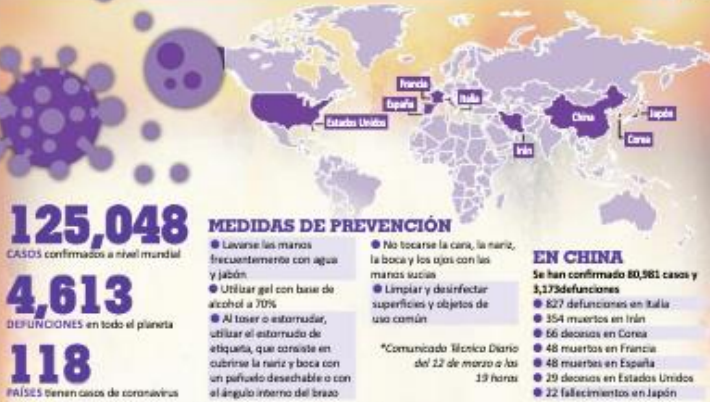 Francia
España
Italia
Estados Unidos
China
Japón
Corea
Irán
125,048
CASOS confirmados a nivel mundial
4,613
DEFUNCIONES en todo el planeta
118
PAÍSES tienen casos de coronavirus
MEDIDAS DE PREVENCIÓN
● Lavarse las manos
frecuentemente con agua
y jabón
● Utilizar gel con base de
alcohol a 70%
● Al toser o estornudar,
utilizar el estornudo de
etiqueta, que consiste en
cubrirse la nariz y boca con
un pañuelo desechable o con
el ángulo interno del brazo
● No tocarse la cara, la nariz,
la boca y los ojos con las
manos sucias
● Limpiar y desinfectar
superficies y objetos de
uso común
*Comunicado Técnico Diario
del 12 de marzo a las
19 horas
EN CHINA
Se han confirmado 80,981 casos y
3,173defunciones
● 827 defunciones en Italia
● 354 muertos en Irán
● 66 decesos en Corea
● 48 muertos en Francia
● 48 muertes en España
● 29 decesos en Estados Unidos
● 22 fallecimientos en Japón